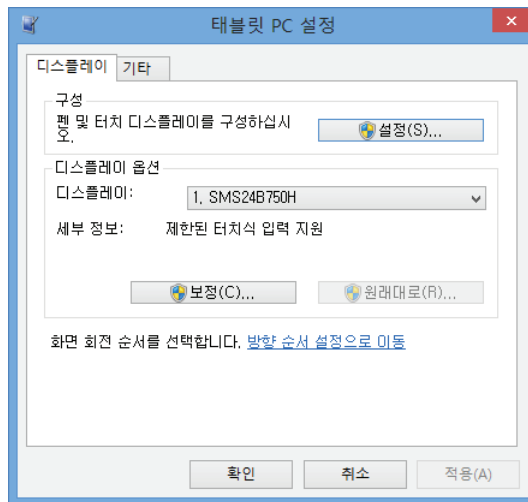 태블릿 PC 설정
디스플레이 기타
구성
펜 및 터치 디스플레이를 구성하십시
오.
설정(S)...
디스플레이 옵션
디스플레이: 1. SMS24B750H
세부 정보: 제한된 터치식 입력 지원
보정(C)... 원래대로(R)...
화면 회전 순서를 선택합니다. 방향 순서 설정으로 이동
확인 취소 적용(A)